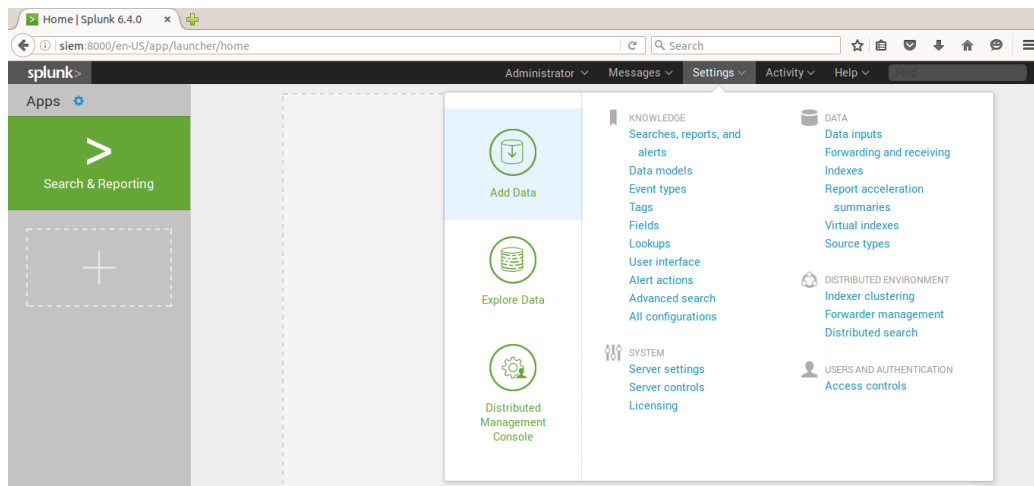 Home | Splunk 6.4.0
siem:8000/en-US/app/launcher/home
Search
splunk>
Administrator
Messages
Settings
Activity
Help
Find
Apps
>
Search & Reporting
Add Data
Explore Data
Distributed
Management
Console
KNOWLEDGE
Searches, reports, and
alerts
Data models
Event types
Tags
Fields
Lookups
User interface
Alert actions
Advanced search
All configurations
SYSTEM
Server settings
Server controls
Licensing
DATA
Data inputs
Forwarding and receiving
Indexes
Report acceleration
summaries
Virtual indexes
Source types
DISTRIBUTED ENVIRONMENT
Indexer clustering
Forwarder management
Distributed search
USERS AND AUTHENTICATION
Access controls